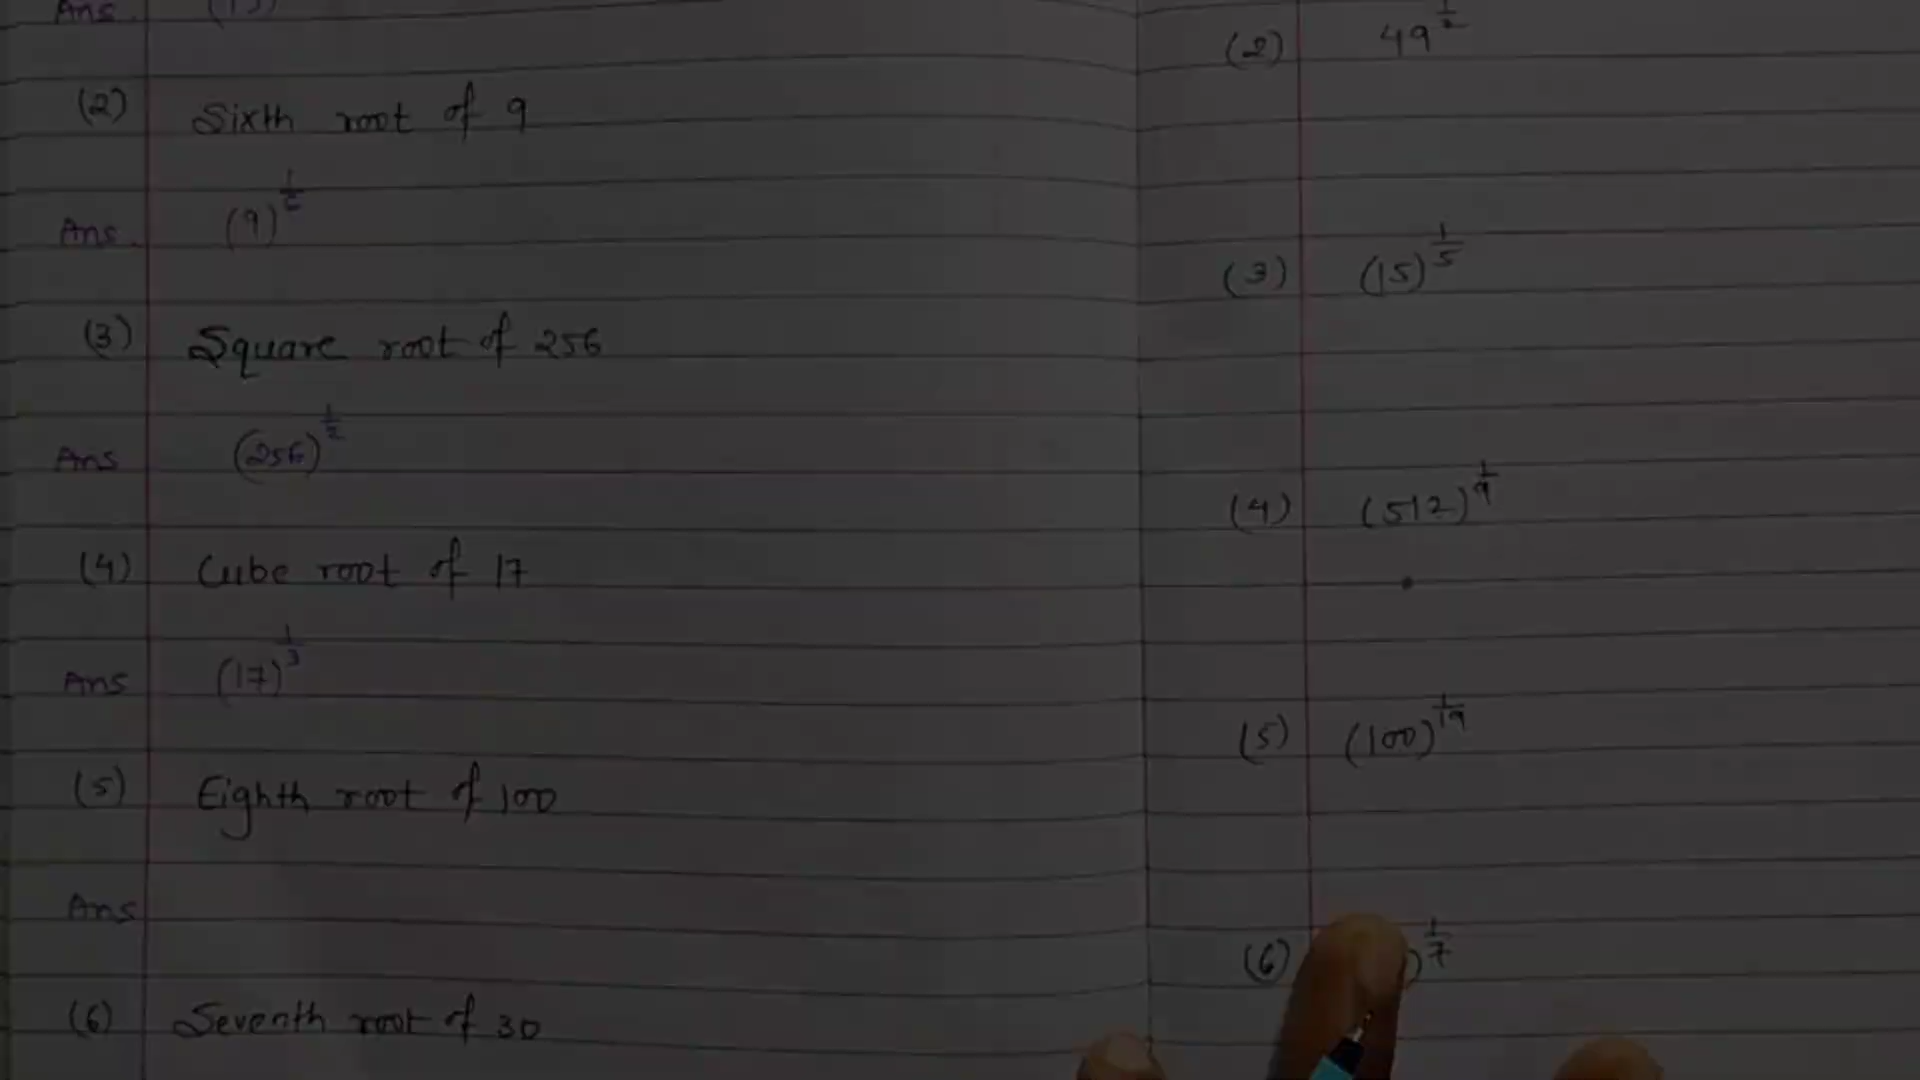 Ans.
(2) Sixth root of 9
Ans. (9)^
(3) Square root of 256
Ans (256)^1/2
(4) Cube root of 17
Ans (17)^1/3
(5) Eighth root of 100
Ans
(6) Seventh root of 30
(2) 49^1/2
(3) (15)^1/5
(4) (512)^1/9
(5) (100)^1/19
(6) )^1/7